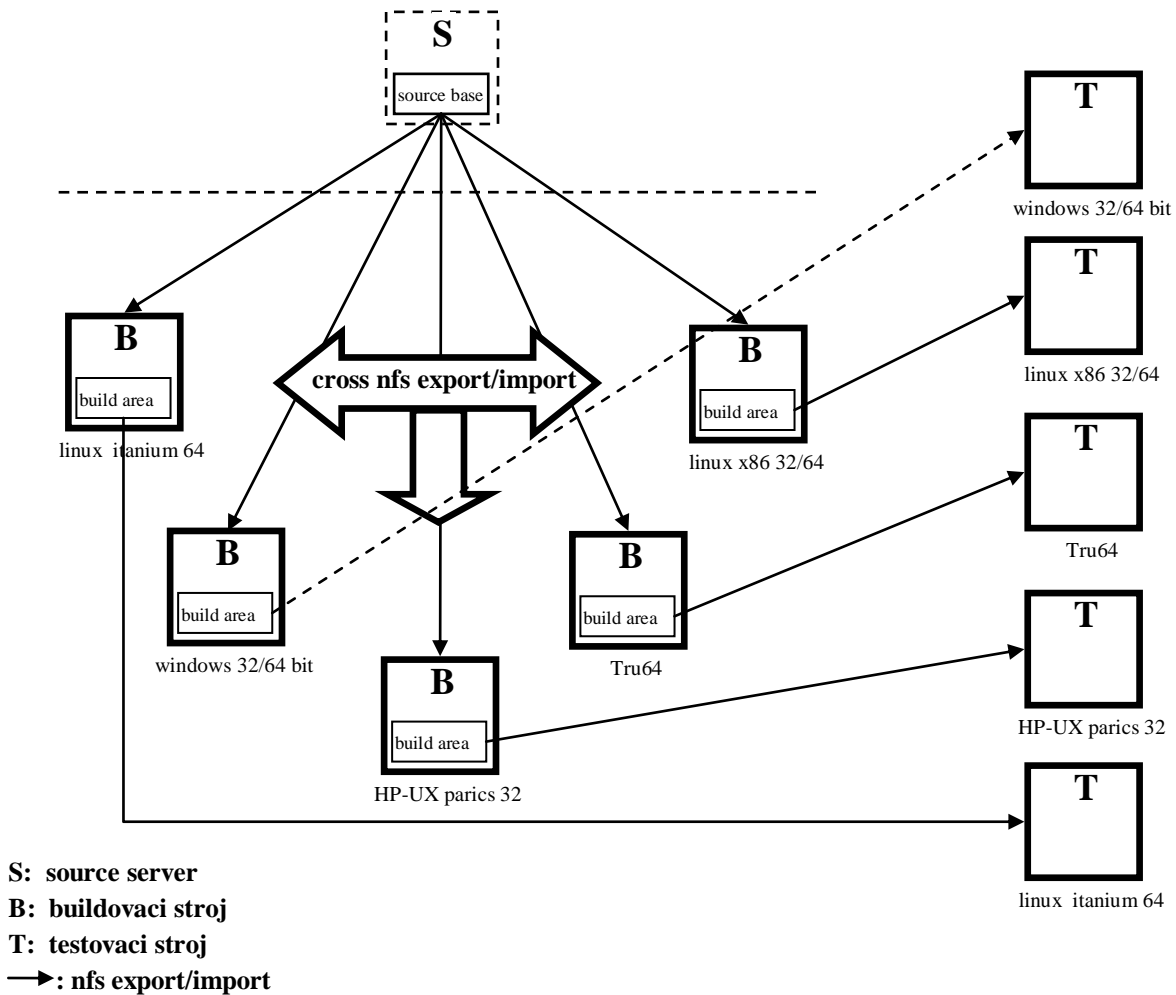 S
source base
T
windows 32/64 bit
T
linux x86 32/64
B
build area
linux itanium 64
cross nfs export/import
B
build area
linux x86 32/64
T
Tru64
B
build area
windows 32/64 bit
B
build area
Tru64
B
build area
HP-UX parics 32
T
HP-UX parics 32
T
linux itanium 64
S: source server
B: buildovaci stroj
T: testovaci stroj
: nfs export/import